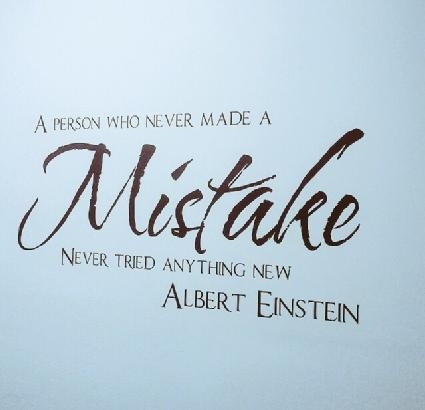 A PERSON WHO NEVER MADE A
Mistake
NEVER TRIED ANYTHING NEW
ALBERT EINSTEIN